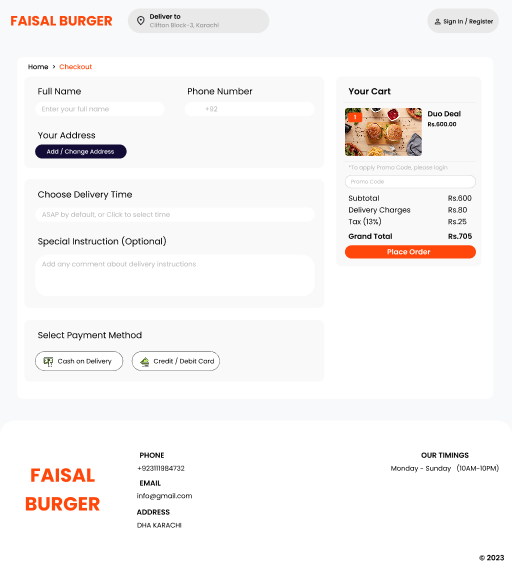 FAISAL BURGER
Deliver to
Clifton Block-3, Karachi
Sign in / Register
Home > Checkout
Full Name
Phone Number
Enter your full name
+92
Your Address
Add / Change Address
Choose Delivery Time
ASAP by default, or Click to select time
Special Instruction (Optional)
Add any comment about delivery instructions
Select Payment Method
Cash on Delivery
Credit / Debit Card
Your Cart
1
Duo Deal
Rs.600.00
*To apply Promo Code, please login
Promo Code
Subtotal Rs.600
Delivery Charges Rs.80
Tax (13%) Rs.25
Grand Total Rs.705
Place Order
FAISAL
BURGER
PHONE
+923111984732
EMAIL
info@gmail.com
ADDRESS
DHA KARACHI
OUR TIMINGS
Monday - Sunday (10AM-10PM)
© 2023